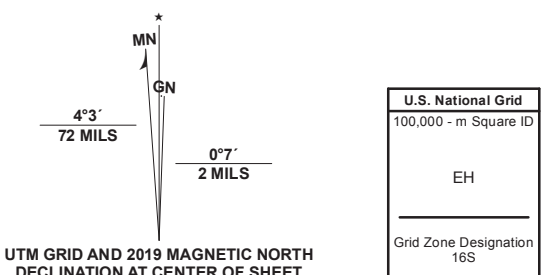 ★
MN
GN
4°3´
72 MILS
0°7´
2 MILS
UTM GRID AND 2019 MAGNETIC NORTH
DECLINATION AT CENTER OF SHEET
U.S. National Grid
100,000 - m Square ID
EH
Grid Zone Designation
16S